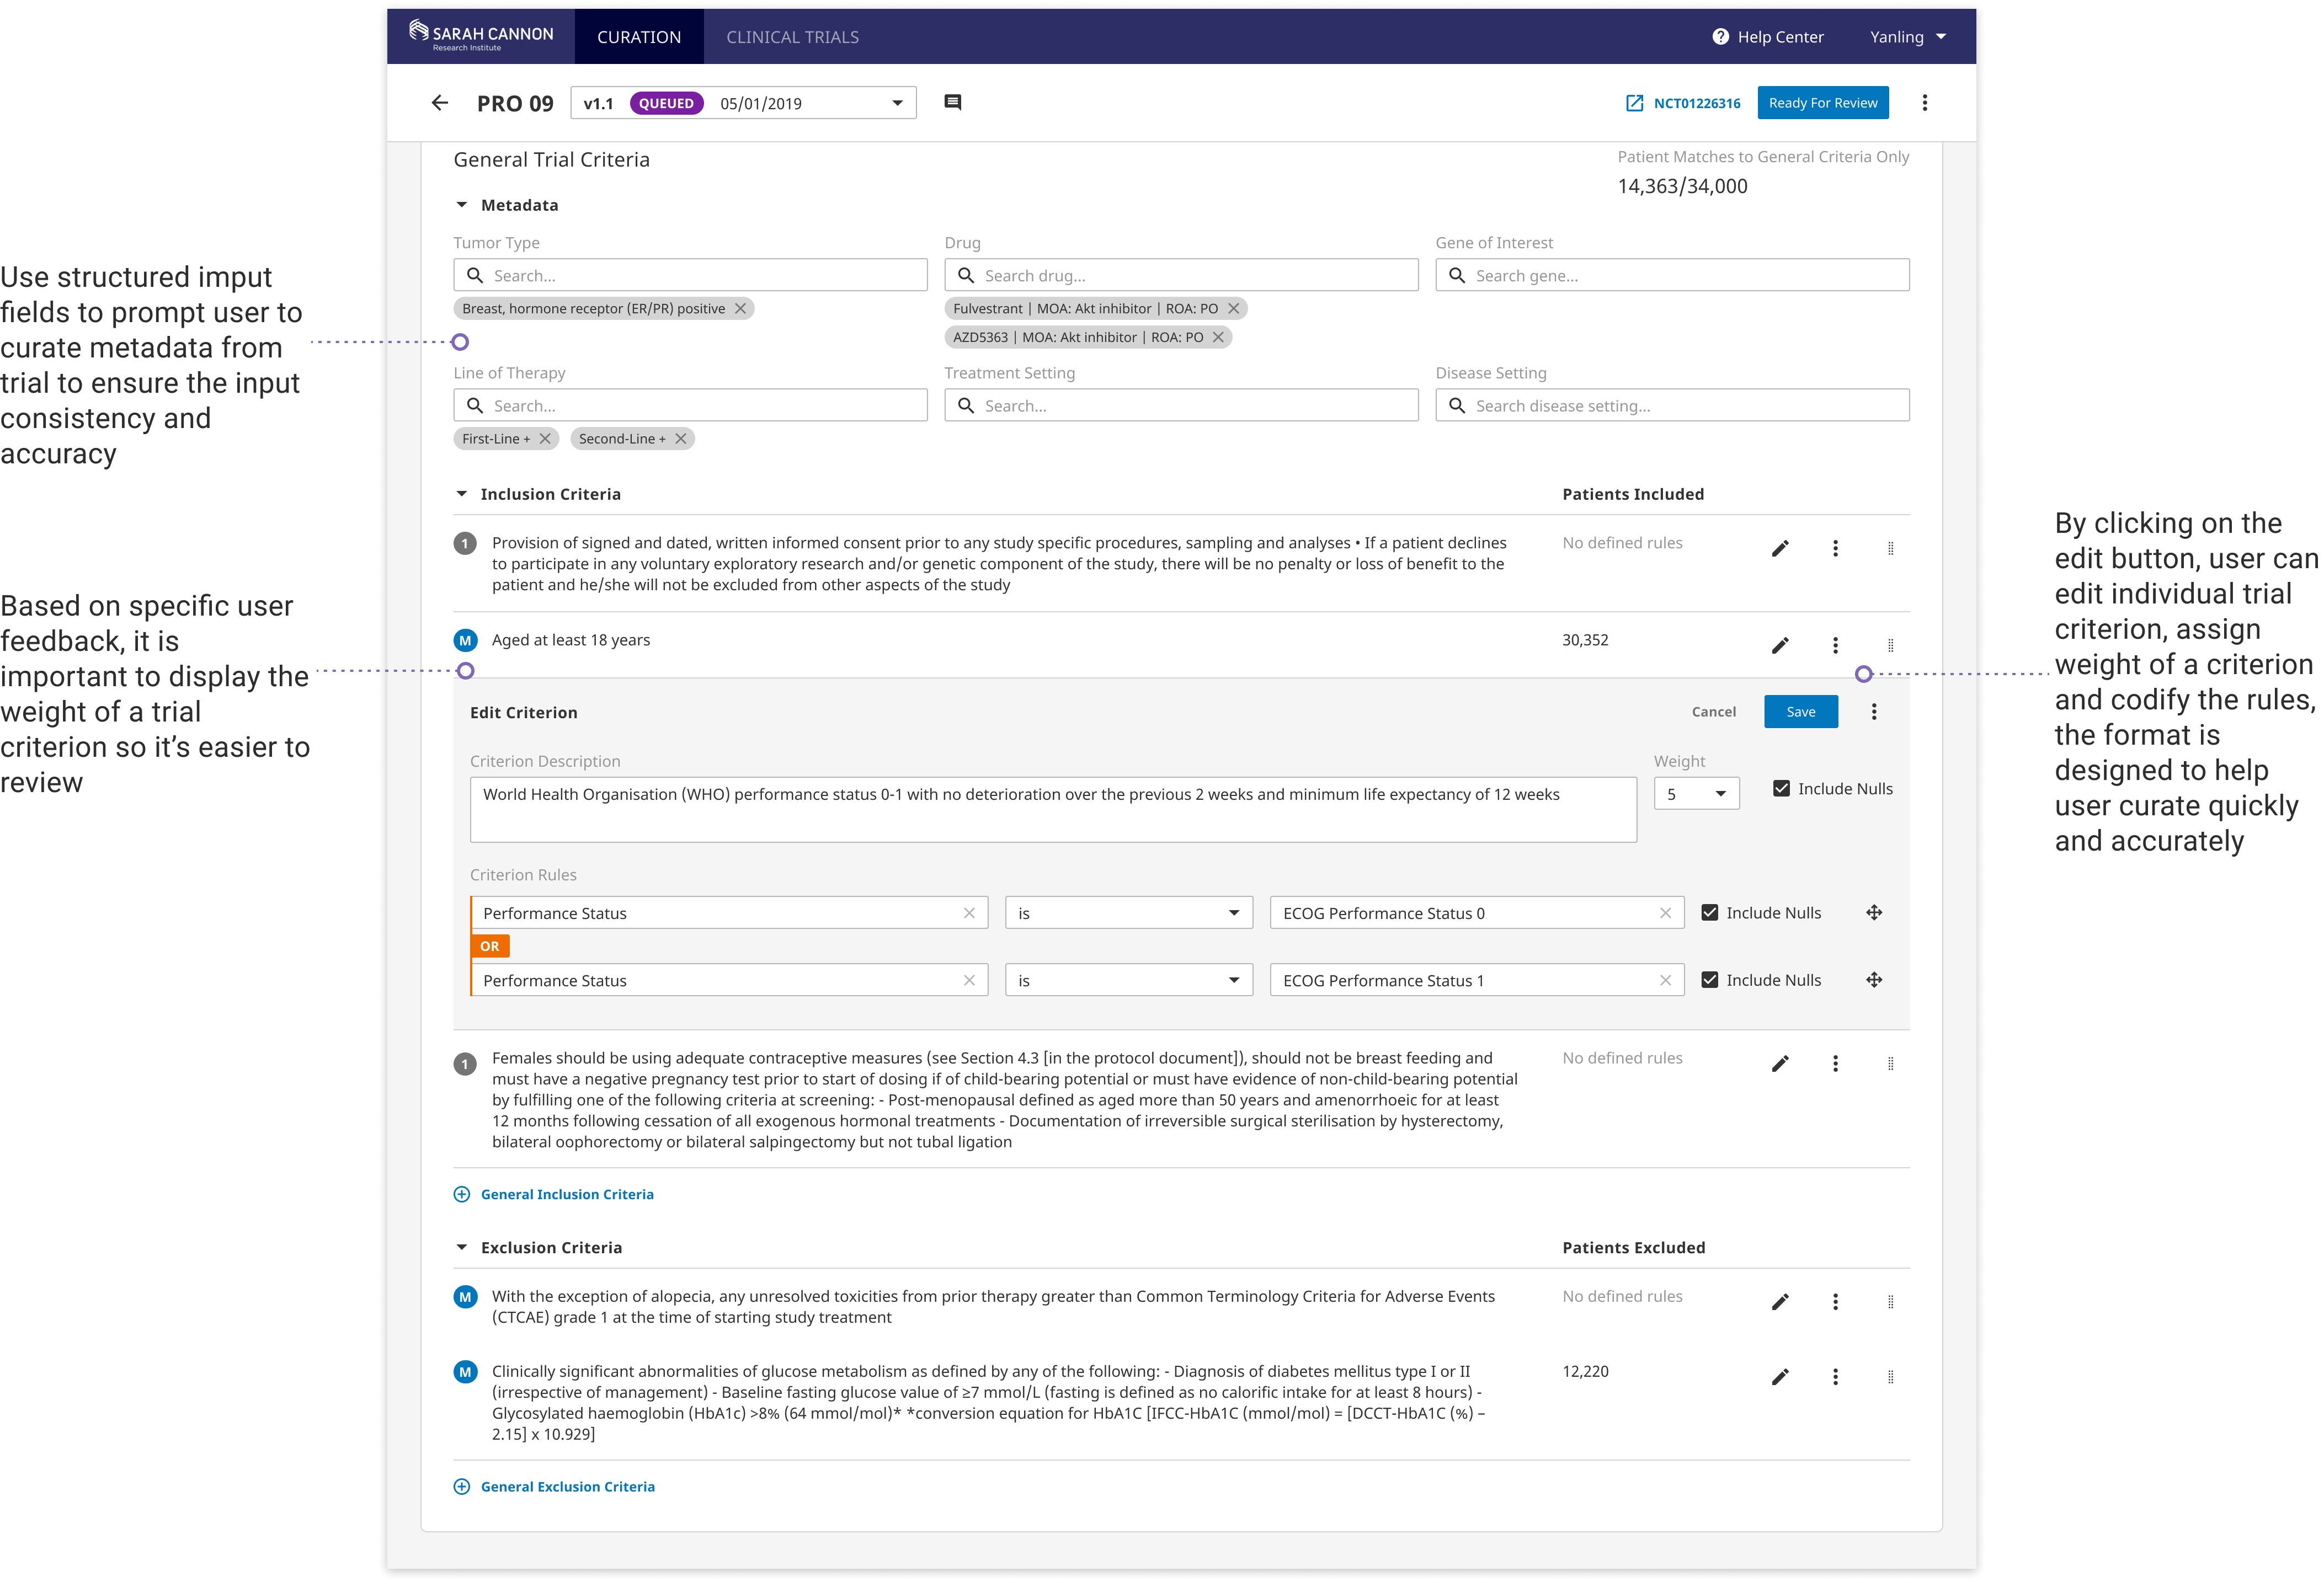 SARAH CANNON
Research Institute
CURATION
CLINICAL TRIALS
Help Center
Yanling
PRO 09
v1.1 QUEUED 05/01/2019
NCT01226316
Ready For Review
General Trial Criteria
Patient Matches to General Criteria Only
14,363/34,000
Metadata
Tumor Type
Drug
Gene of Interest
Search...
Search drug...
Search gene...
Breast, hormone receptor (ER/PR) positive
Fulvestrant | MOA: Akt inhibitor | ROA: PO
AZD5363 | MOA: Akt inhibitor | ROA: PO
Line of Therapy
Treatment Setting
Disease Setting
Search...
Search...
Search disease setting...
First-Line +
Second-Line +
Use structured imput
fields to prompt user to
curate metadata from
trial to ensure the input
consistency and
accuracy
Inclusion Criteria
Patients Included
1
Provision of signed and dated, written informed consent prior to any study specific procedures, sampling and analyses • If a patient declines
to participate in any voluntary exploratory research and/or genetic component of the study, there will be no penalty or loss of benefit to the
patient and he/she will not be excluded from other aspects of the study
No defined rules
M
Aged at least 18 years
30,352
Based on specific user
feedback, it is
important to display the
weight of a trial
criterion so it’s easier to
review
By clicking on the
edit button, user can
edit individual trial
criterion, assign
weight of a criterion
and codify the rules,
the format is
designed to help
user curate quickly
and accurately
Edit Criterion
Cancel
Save
Criterion Description
Weight
World Health Organisation (WHO) performance status 0-1 with no deterioration over the previous 2 weeks and minimum life expectancy of 12 weeks
5
Include Nulls
Criterion Rules
Performance Status
is
ECOG Performance Status 0
Include Nulls
OR
Performance Status
is
ECOG Performance Status 1
Include Nulls
1
Females should be using adequate contraceptive measures (see Section 4.3 [in the protocol document]), should not be breast feeding and
must have a negative pregnancy test prior to start of dosing if of child-bearing potential or must have evidence of non-child-bearing potential
by fulfilling one of the following criteria at screening: - Post-menopausal defined as aged more than 50 years and amenorrhoeic for at least
12 months following cessation of all exogenous hormonal treatments - Documentation of irreversible surgical sterilisation by hysterectomy,
bilateral oophorectomy or bilateral salpingectomy but not tubal ligation
No defined rules
General Inclusion Criteria
Exclusion Criteria
Patients Excluded
M
With the exception of alopecia, any unresolved toxicities from prior therapy greater than Common Terminology Criteria for Adverse Events
(CTCAE) grade 1 at the time of starting study treatment
No defined rules
M
Clinically significant abnormalities of glucose metabolism as defined by any of the following: - Diagnosis of diabetes mellitus type I or II
(irrespective of management) - Baseline fasting glucose value of ≥7 mmol/L (fasting is defined as no calorific intake for at least 8 hours) -
Glycosylated haemoglobin (HbA1c) >8% (64 mmol/mol)* *conversion equation for HbA1C [IFCC-HbA1C (mmol/mol) = [DCCT-HbA1C (%) –
2.15] x 10.929]
12,220
General Exclusion Criteria